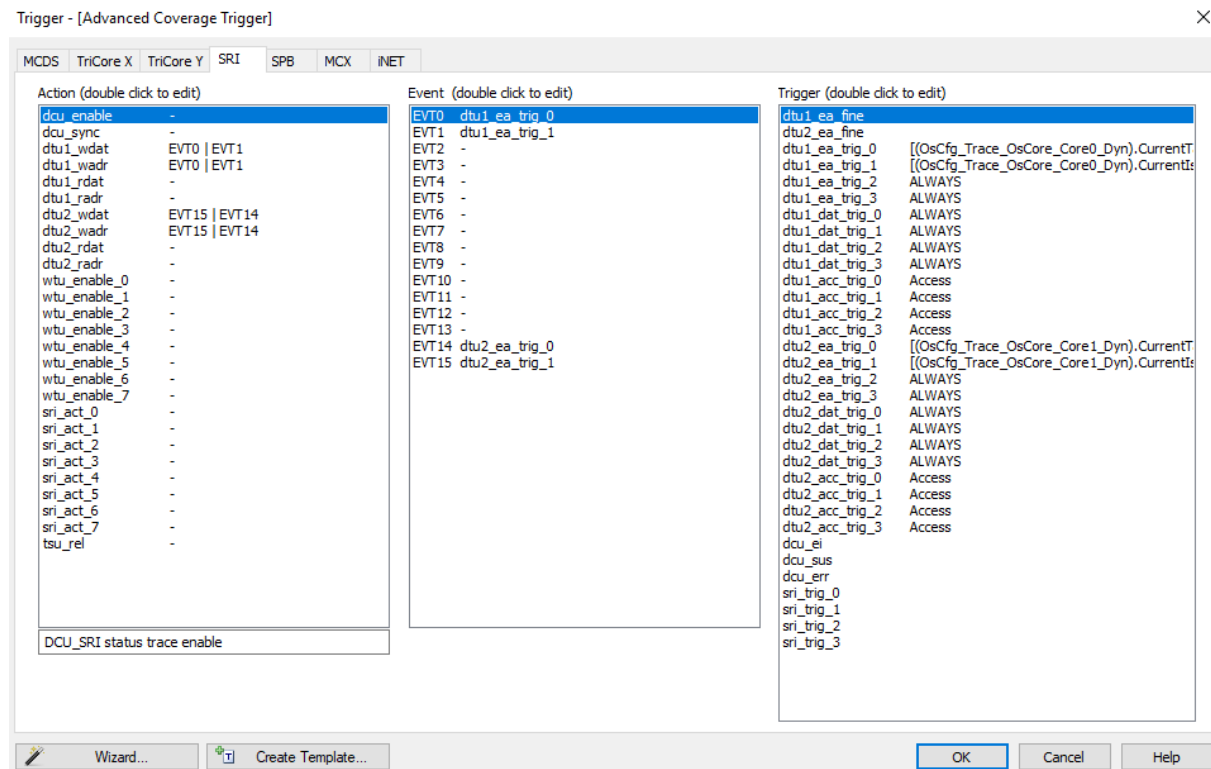 Trigger - [Advanced Coverage Trigger]
MCDS TriCore X TriCore Y SRI SPB MCX iNET
Action (double click to edit)
dcu_enable -
dcu_sync -
dtu1_wdat EVT0 | EVT1
dtu1_wadr EVT0 | EVT1
dtu1_rdat -
dtu1_radr -
dtu2_wdat EVT15 | EVT14
dtu2_wadr EVT15 | EVT14
dtu2_rdat -
dtu2_radr -
wtu_enable_0 -
wtu_enable_1 -
wtu_enable_2 -
wtu_enable_3 -
wtu_enable_4 -
wtu_enable_5 -
wtu_enable_6 -
wtu_enable_7 -
sri_act_0 -
sri_act_1 -
sri_act_2 -
sri_act_3 -
sri_act_4 -
sri_act_5 -
sri_act_6 -
sri_act_7 -
tsu_rel -
DCU_SRI status trace enable
Event (double click to edit)
EVT0 dtu1_ea_trig_0
EVT1 dtu1_ea_trig_1
EVT2 -
EVT3 -
EVT4 -
EVT5 -
EVT6 -
EVT7 -
EVT8 -
EVT9 -
EVT10 -
EVT11 -
EVT12 -
EVT13 -
EVT14 dtu2_ea_trig_0
EVT15 dtu2_ea_trig_1
Trigger (double click to edit)
dtu1_ea_fine
dtu2_ea_fine
dtu1_ea_trig_0 [(OsCfg_Trace_OsCore_Core0_Dyn).CurrentT
dtu1_ea_trig_1 [(OsCfg_Trace_OsCore_Core0_Dyn).CurrentIs
dtu1_ea_trig_2 ALWAYS
dtu1_ea_trig_3 ALWAYS
dtu1_dat_trig_0 ALWAYS
dtu1_dat_trig_1 ALWAYS
dtu1_dat_trig_2 ALWAYS
dtu1_dat_trig_3 ALWAYS
dtu1_acc_trig_0 Access
dtu1_acc_trig_1 Access
dtu1_acc_trig_2 Access
dtu1_acc_trig_3 Access
dtu2_ea_trig_0 [(OsCfg_Trace_OsCore_Core1_Dyn).CurrentT
dtu2_ea_trig_1 [(OsCfg_Trace_OsCore_Core1_Dyn).CurrentIs
dtu2_ea_trig_2 ALWAYS
dtu2_ea_trig_3 ALWAYS
dtu2_dat_trig_0 ALWAYS
dtu2_dat_trig_1 ALWAYS
dtu2_dat_trig_2 ALWAYS
dtu2_dat_trig_3 ALWAYS
dtu2_acc_trig_0 Access
dtu2_acc_trig_1 Access
dtu2_acc_trig_2 Access
dtu2_acc_trig_3 Access
dcu_ei
dcu_sus
dcu_err
sri_trig_0
sri_trig_1
sri_trig_2
sri_trig_3
Wizard... Create Template... OK Cancel Help